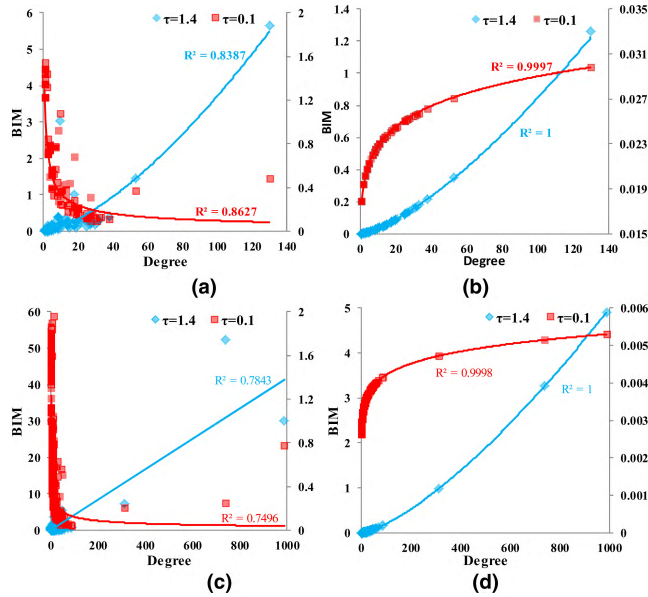 τ=1.4 τ=0.1
BIM
6
5
4
3
2
1
0
2
1.6
1.2
0.8
0.4
0
R² = 0.8387
R² = 0.8627
0 20 40 60 80 100 120 140
Degree
(a)
τ=1.4 τ=0.1
BIM
1.4
1.2
1
0.8
0.6
0.4
0.2
0
0.035
0.031
0.027
0.023
0.019
0.015
R² = 0.9997
R² = 1
0 20 40 60 80 100 120 140
Degree
(b)
τ=1.4 τ=0.1
BIM
60
50
40
30
20
10
0
2
1.6
1.2
0.8
0.4
0
R² = 0.7843
R² = 0.7496
0 200 400 600 800 1000
Degree
(c)
τ=1.4 τ=0.1
BIM
5
4
3
2
1
0
0.006
0.005
0.004
0.003
0.002
0.001
0
R² = 0.9998
R² = 1
0 200 400 600 800 1000
Degree
(d)